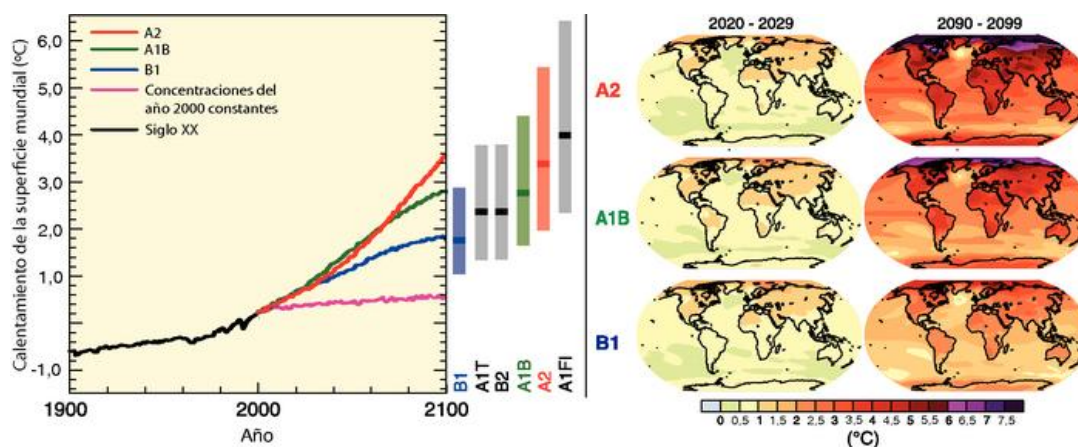 Calentamiento de la superficie mundial (ºC)
6,0
5,0
4,0
3,0
2,0
1,0
-1,0
A2
A1B
B1
Concentraciones del
año 2000 constantes
Siglo XX
1900
2000
2100
Año
B1
A1T
B2
A1B
A2
A1FI
2020 - 2029
2090 - 2099
A2
A1B
B1
0 0,5 1 1,5 2 2,5 3 3,5 4 4,5 5 5,5 6 6,5 7 7,5
(°C)